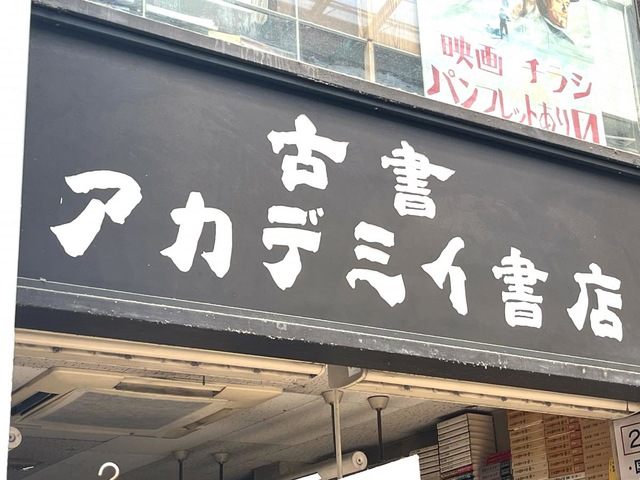 映画 チラシ
パンフレットあり〼
古書
アカデミイ書店
2